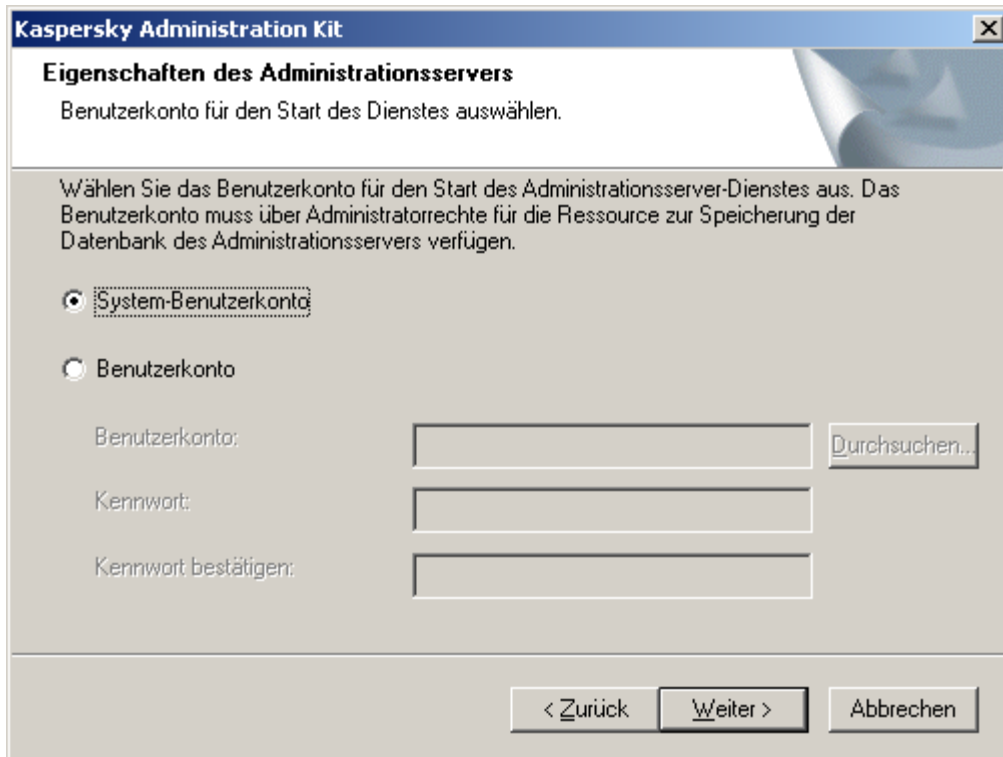 Kaspersky Administration Kit
Eigenschaften des Administrationsservers
Benutzerkonto für den Start des Dienstes auswählen.
Wählen Sie das Benutzerkonto für den Start des Administrationsserver-Dienstes aus. Das
Benutzerkonto muss über Administratorrechte für die Ressource zur Speicherung der
Datenbank des Administrationsservers verfügen.
System-Benutzerkonto
Benutzerkonto
Benutzerkonto:
Durchsuchen...
Kennwort:
Kennwort bestätigen:
< Zurück Weiter > Abbrechen